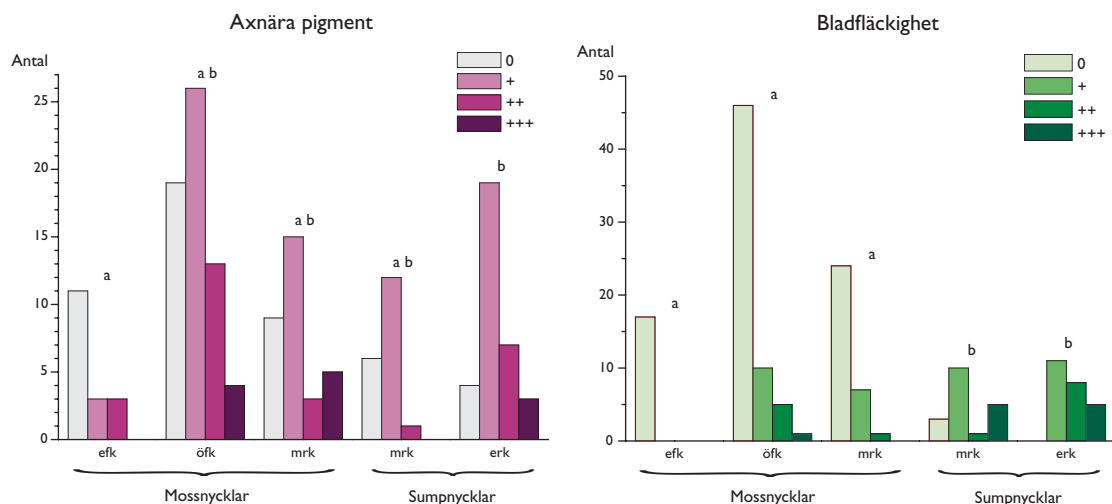 Axnära pigment
Antal
0
+
++
+++
25
20
15
10
5
0
a
a b
a b
a b
b
efk
öfk
mrk
mrk
erk
Mossnycklar
Sumpnycklar
Bladfläckighet
Antal
0
+
++
+++
50
40
30
20
10
0
a
a
a
b
b
efk
öfk
mrk
mrk
erk
Mossnycklar
Sumpnycklar